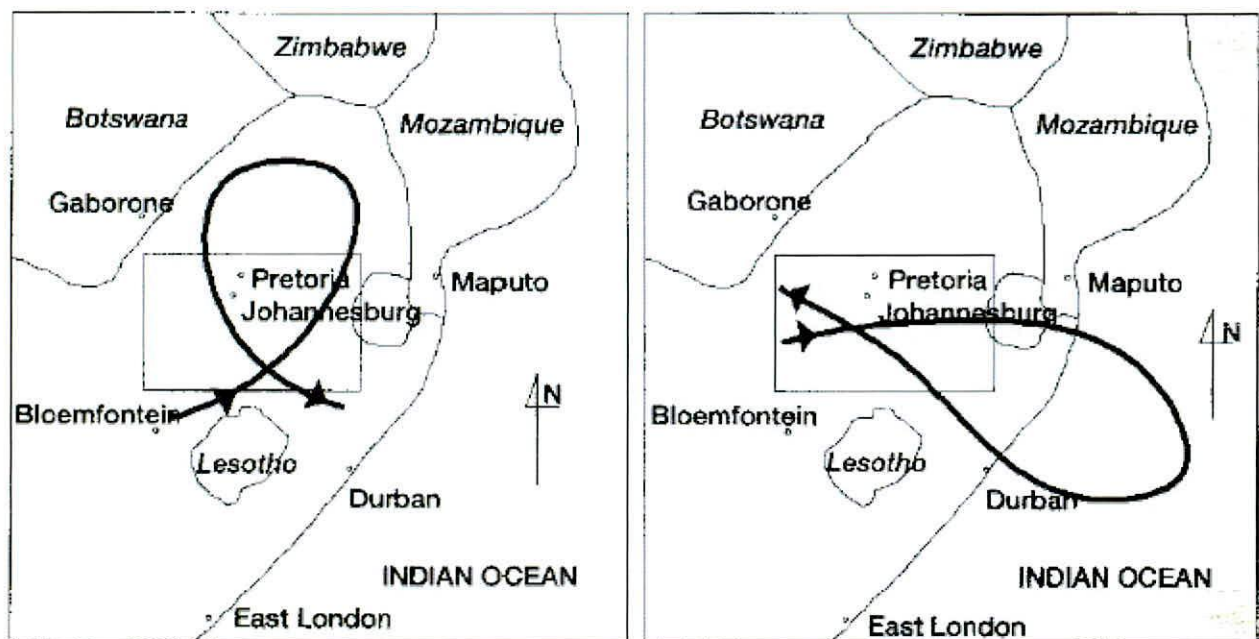 Zimbabwe
Botswana
Mozambique
Gaborone
Pretoria
Maputo
Johannesburg
N
Bloemfontein
Lesotho
Durban
INDIAN OCEAN
East London
Zimbabwe
Botswana
Mozambique
Gaborone
Pretoria
Maputo
Johannesburg
N
Bloemfontein
Lesotho
Durban
INDIAN OCEAN
East London